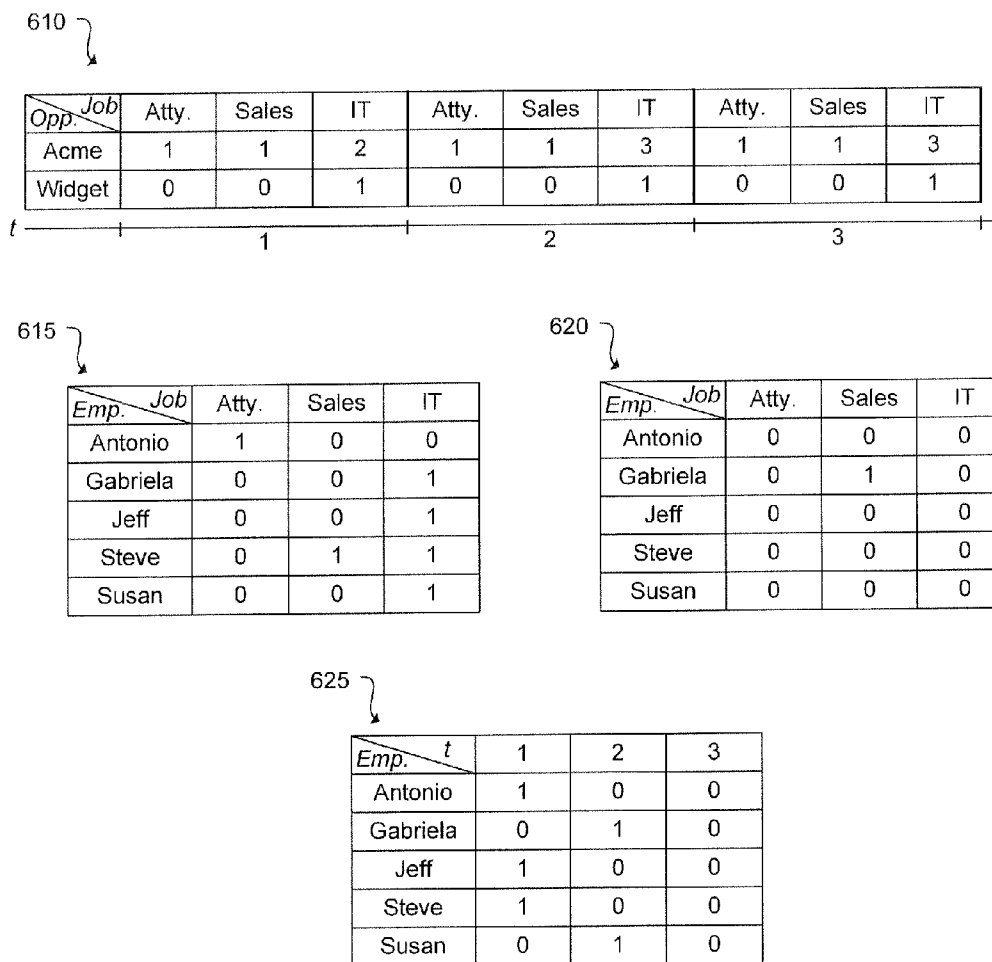 610
Opp. Job Atty. Sales IT Atty. Sales IT Atty. Sales IT
Acme 1 1 2 1 1 3 1 1 3
Widget 0 0 1 0 0 1 0 0 1
t 1 2 3
615
Emp. Job Atty. Sales IT
Antonio 1 0 0
Gabriela 0 0 1
Jeff 0 0 1
Steve 0 1 1
Susan 0 0 1
620
Emp. Job Atty. Sales IT
Antonio 0 0 0
Gabriela 0 1 0
Jeff 0 0 0
Steve 0 0 0
Susan 0 0 0
625
Emp. t 1 2 3
Antonio 1 0 0
Gabriela 0 1 0
Jeff 1 0 0
Steve 1 0 0
Susan 0 1 0